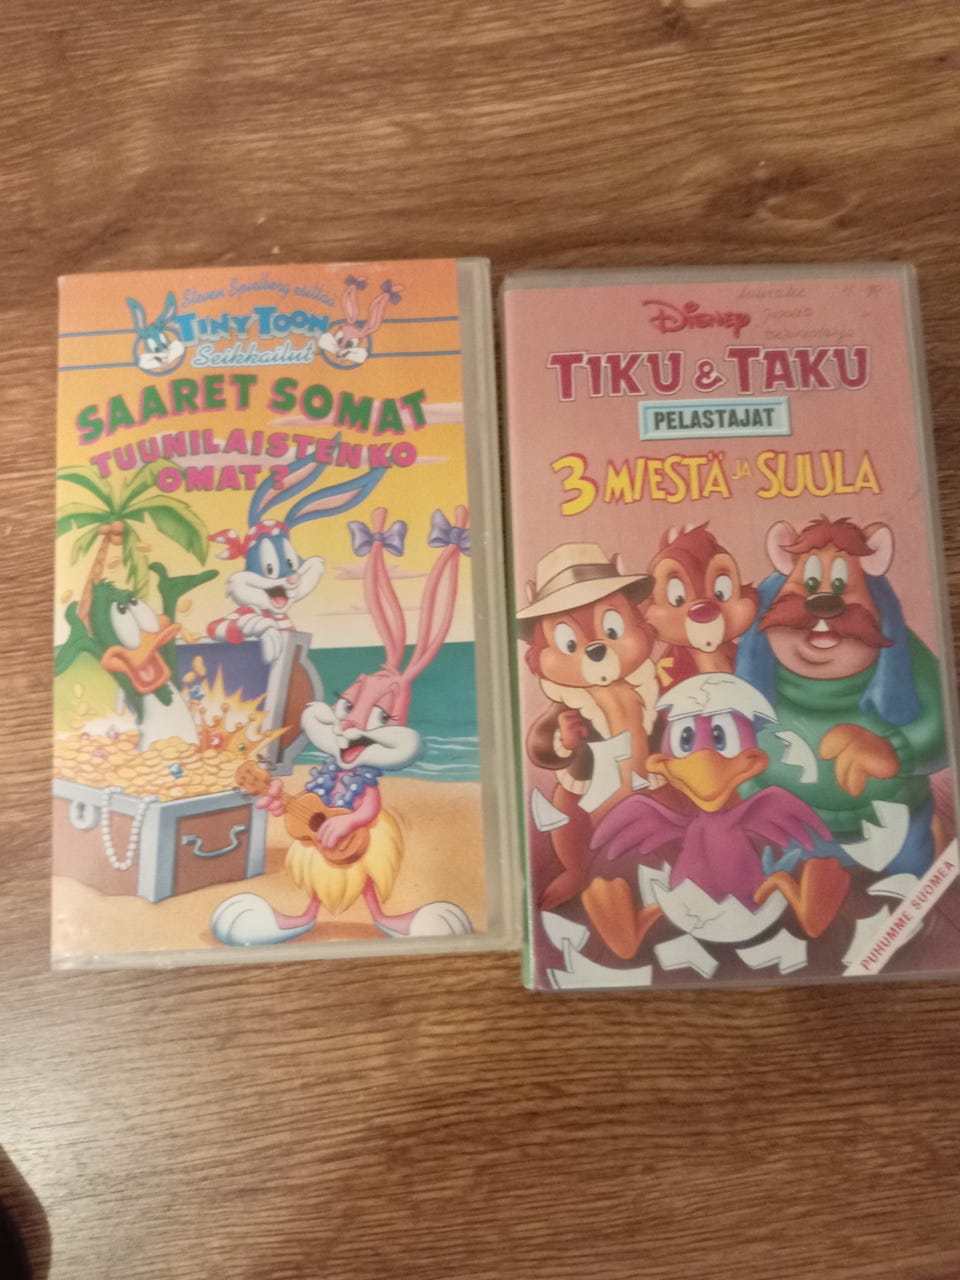 Steven Spielberg esittää
TINY TOON
Seikkailut
SAARET SOMAT
TUUNILAISTENKO
OMAT?
DISNEY
TIKU & TAKU
PELASTAJAT
3 MIESTÄ JA SUULA
PUHUMME SUOMEA